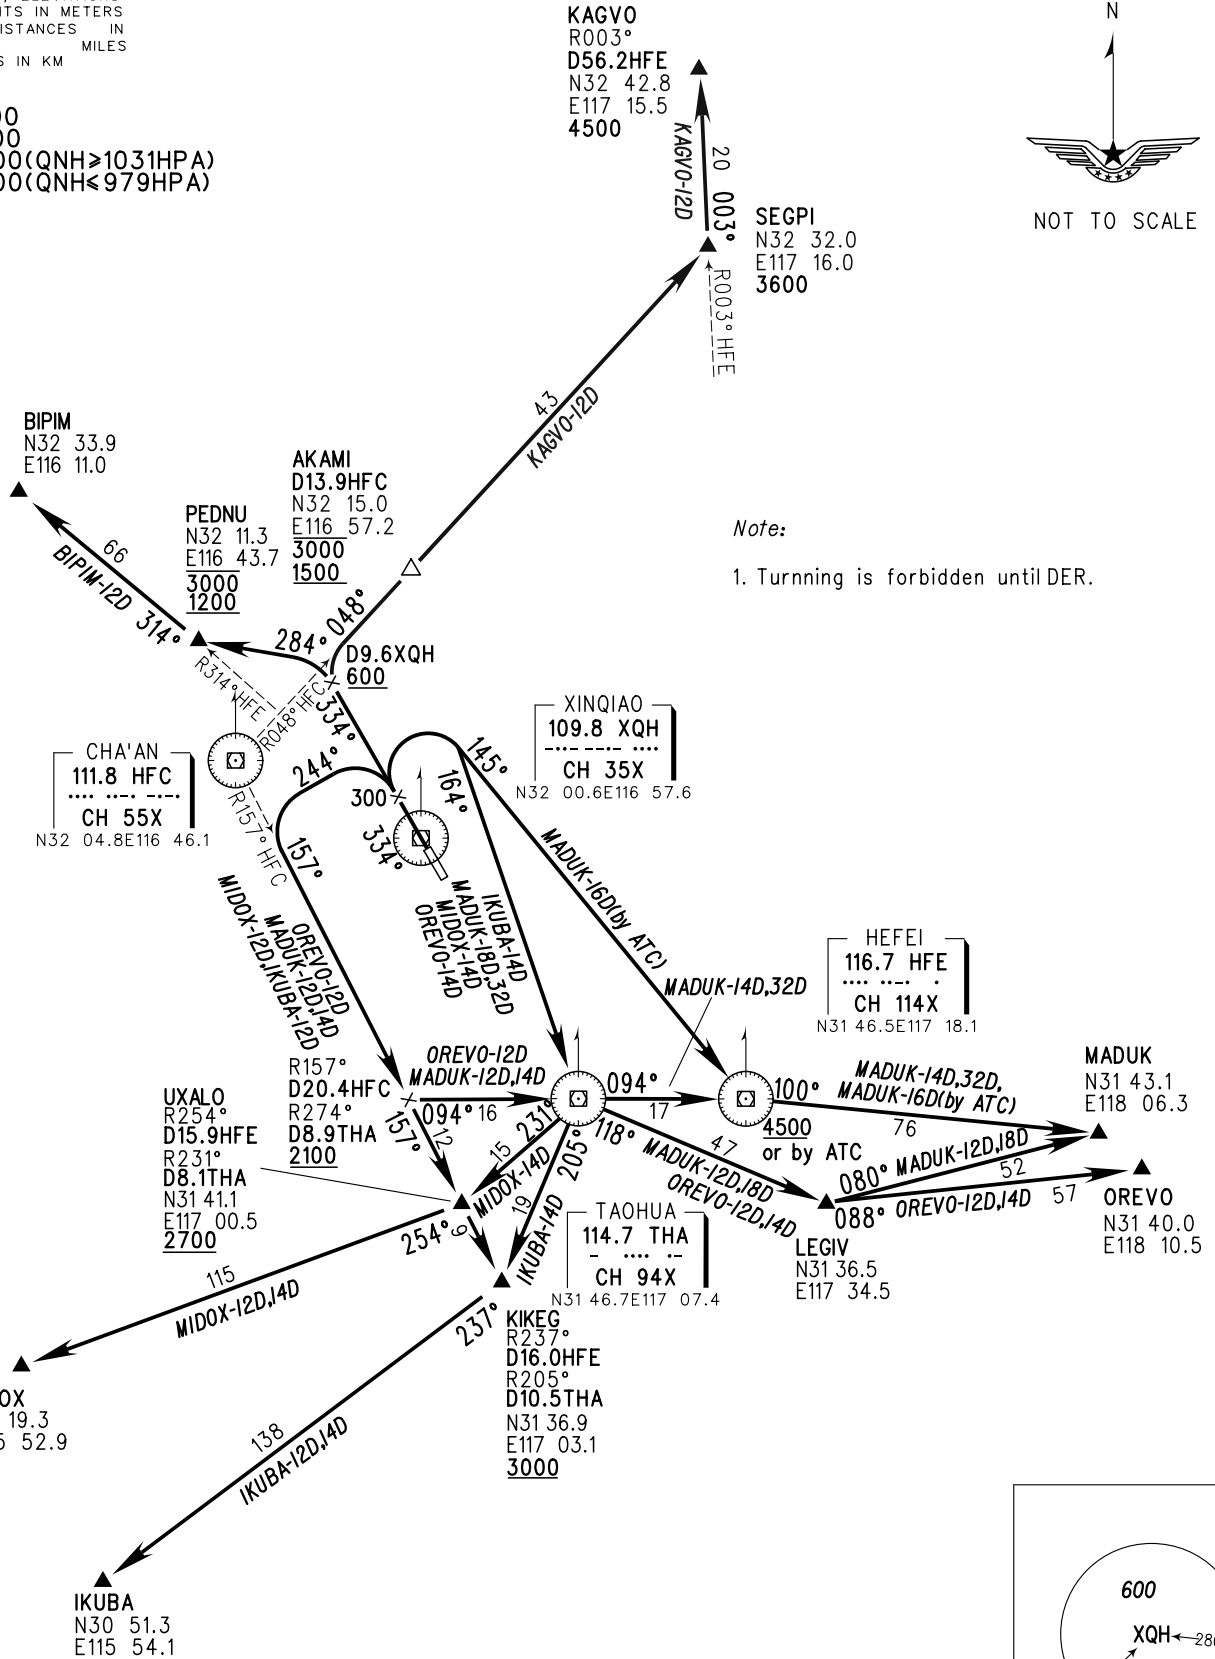 TS IN METERS
STANCES IN
MILES
IN KM
(QNH≥1031HPA)
(QNH≤979HPA)
KAGVO
R003°
D56.2HFE
N32 42.8
E117 15.5
4500
N
NOT TO SCALE
KAGVO-12D
20 003°
SEGPI
N32 32.0
E117 16.0
3600
R003° HFE
43
KAGVO-12D
BIPIM
N32 33.9
E116 11.0
AKAMI
D13.9HFC
N32 15.0
E116 57.2
3000
1500
PEDNU
N32 11.3
E116 43.7
3000
1200
66
BIPIM-12D 314°
Note:
1. Turnning is forbidden until DER.
284°
048°
D9.6XQH
600
R314° HFE
R048° HFC
334°
CHA'AN
111.8 HFC
···· ··-· -·-·
CH 55X
N32 04.8E116 46.1
XINQIAO
109.8 XQH
-··- --·- ····
CH 35X
N32 00.6E116 57.6
244°
145°
164°
300
334°
R157° HFC
157°
MADUK-16D(by ATC)
OREVO-12D
MADUK-12D,14D
MIDOX-12D,IKUBA-12D
IKUBA-14D
MADUK-18D,32D
MIDOX-14D
OREVO-14D
HEFEI
116.7 HFE
···· ··-· ·
CH 114X
N31 46.5E117 18.1
MADUK-14D,32D
R157°
D20.4HFC
R274°
D8.9THA
2100
OREVO-12D
MADUK-12D,14D
094° 16
094°
17
100°
4500
or by ATC
MADUK-14D,32D,
MADUK-16D(by ATC)
76
MADUK
N31 43.1
E118 06.3
UXALO
R254°
D15.9HFE
R231°
D8.1THA
N31 41.1
E117 00.5
2700
157°
12
231°
15
MIDOX-14D
205°
19
IKUBA-14D
118°
47
MADUK-12D,18D
OREVO-12D,14D
080° MADUK-12D,18D
52
088° OREVO-12D,14D 57
OREVO
N31 40.0
E118 10.5
LEGIV
N31 36.5
E117 34.5
TAOHUA
114.7 THA
- ···· ·-
CH 94X
N31 46.7E117 07.4
254°
9
115
MIDOX-12D,14D
237°
KIKEG
R237°
D16.0HFE
R205°
D10.5THA
N31 36.9
E117 03.1
3000
OX
19.3
52.9
138
IKUBA-12D,14D
IKUBA
N30 51.3
E115 54.1
600
XQH